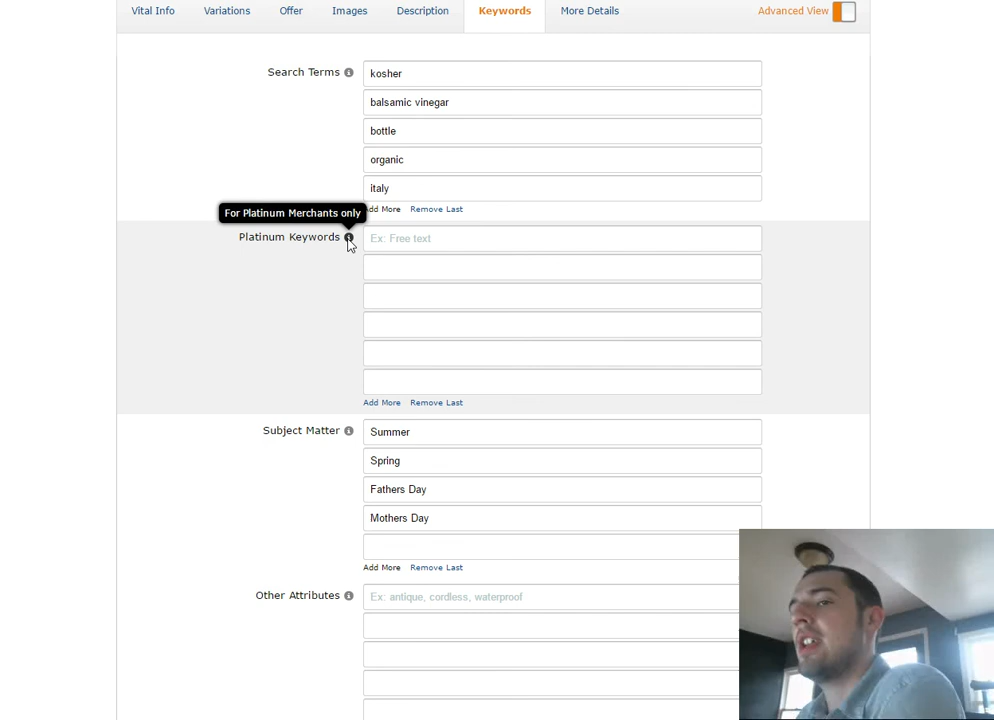 Vital Info Variations Offer Images Description Keywords More Details Advanced View
Search Terms kosher
balsamic vinegar
bottle
organic
italy
For Platinum Merchants only
dd More Remove Last
Platinum Keywords Ex: Free text
Add More Remove Last
Subject Matter Summer
Spring
Fathers Day
Mothers Day
Add More Remove Last
Other Attributes Ex: antique, cordless, waterproof